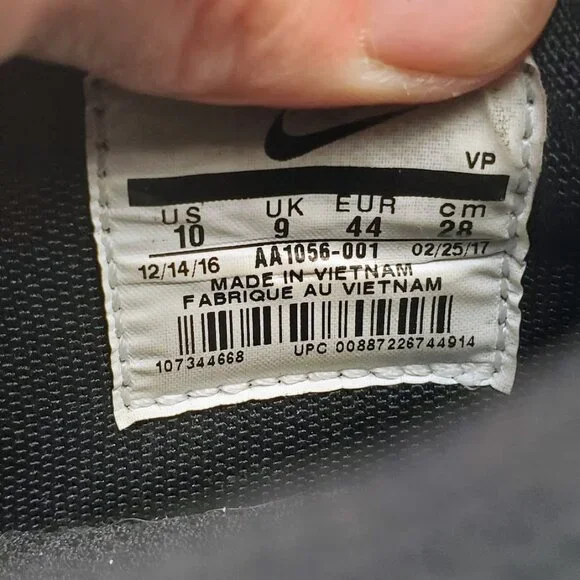 VP
US UK EUR cm
10 9 44 28
12/14/16 AA1056-001 02/25/17
MADE IN VIETNAM
FABRIQUE AU VIETNAM
107344668 UPC 00887226744914